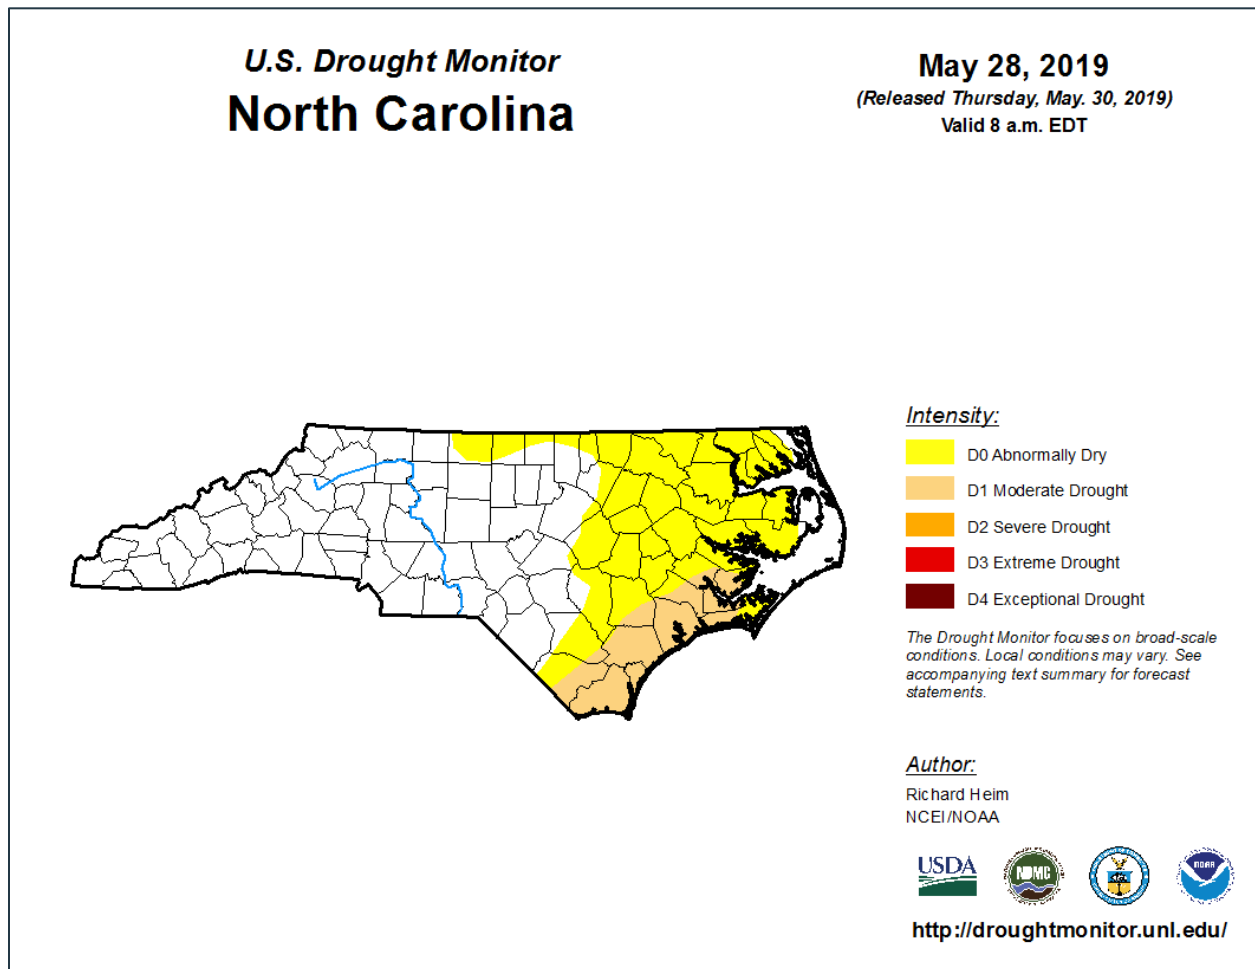 U.S. Drought Monitor
North Carolina
May 28, 2019
(Released Thursday, May. 30, 2019)
Valid 8 a.m. EDT
Intensity:
D0 Abnormally Dry
D1 Moderate Drought
D2 Severe Drought
D3 Extreme Drought
D4 Exceptional Drought
The Drought Monitor focuses on broad-scale
conditions. Local conditions may vary. See
accompanying text summary for forecast
statements.
Author:
Richard Heim
NCEI/NOAA
USDA
NDMC
NOAA
http://droughtmonitor.unl.edu/